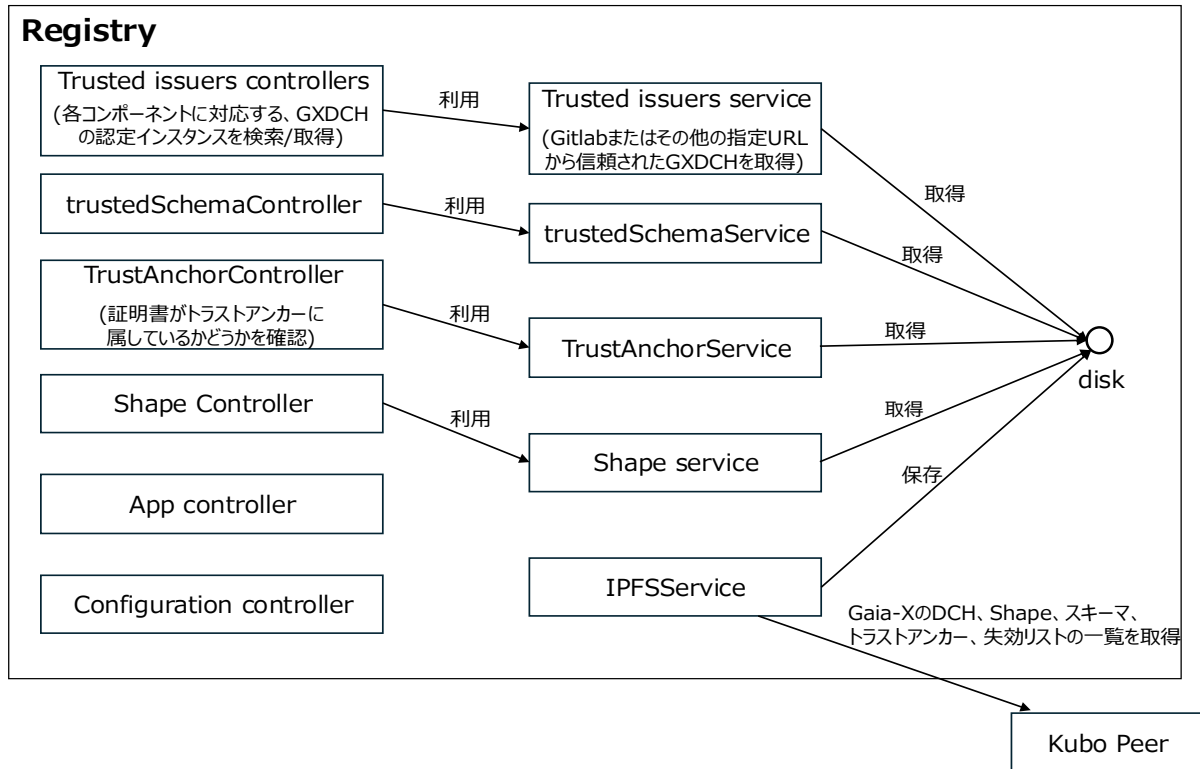 Registry
Trusted issuers controllers
(各コンポーネントに対応する、GXDCH
の認定インスタンスを検索/取得)
利用
Trusted issuers service
(Gitlabまたはその他の指定URL
から信頼されたGXDCHを取得)
取得
trustedSchemaController
利用
trustedSchemaService
取得
TrustAnchorController
(証明書がトラストアンカーに
属しているかどうかを確認)
利用
TrustAnchorService
取得
disk
Shape Controller
利用
Shape service
取得
App controller
保存
Configuration controller
IPFSService
Gaia-XのDCH、Shape、スキーマ、
トラストアンカー、失効リストの一覧を取得
Kubo Peer